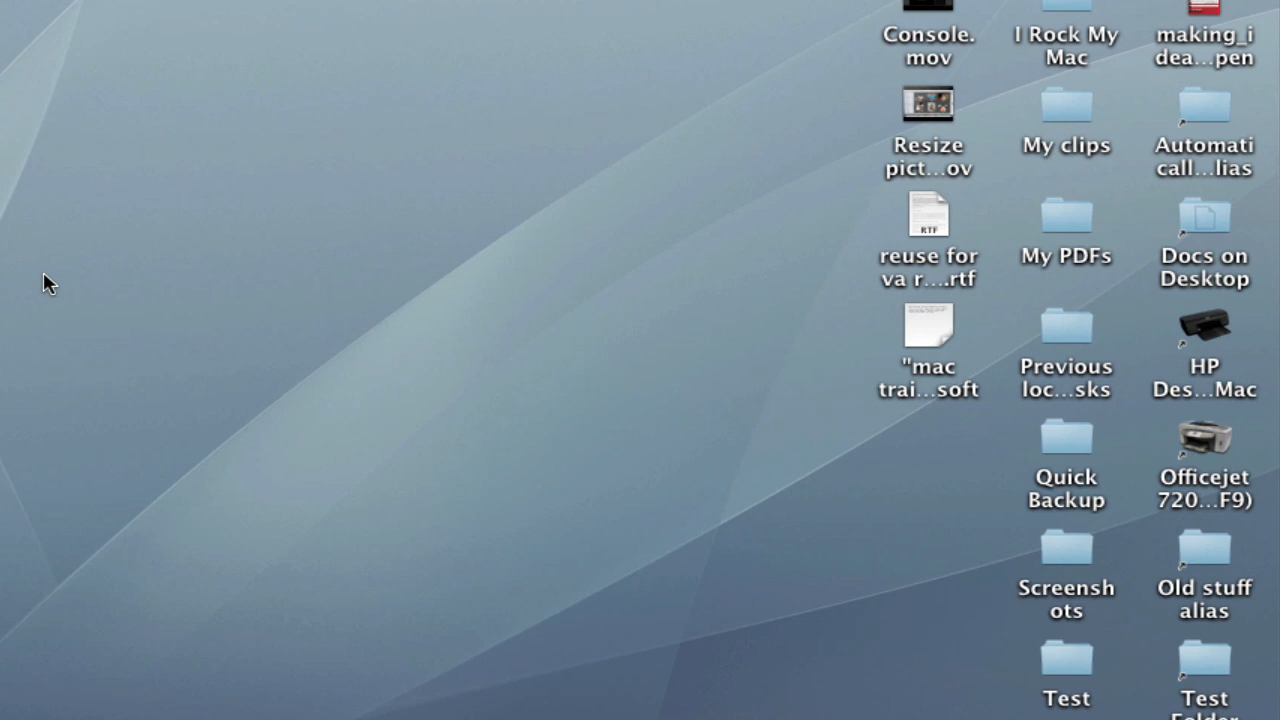 Console.
mov
I Rock My
Mac
making_i
dea...pen
Resize
pict...ov
My clips
Automati
call...lias
RTF
reuse for
va r....rtf
My PDFs
Docs on
Desktop
"mac
trai...soft
Previous
loc...sks
HP
Des...Mac
Quick
Backup
Officejet
720...F9)
Screensh
ots
Old stuff
alias
Test
Test
Folder